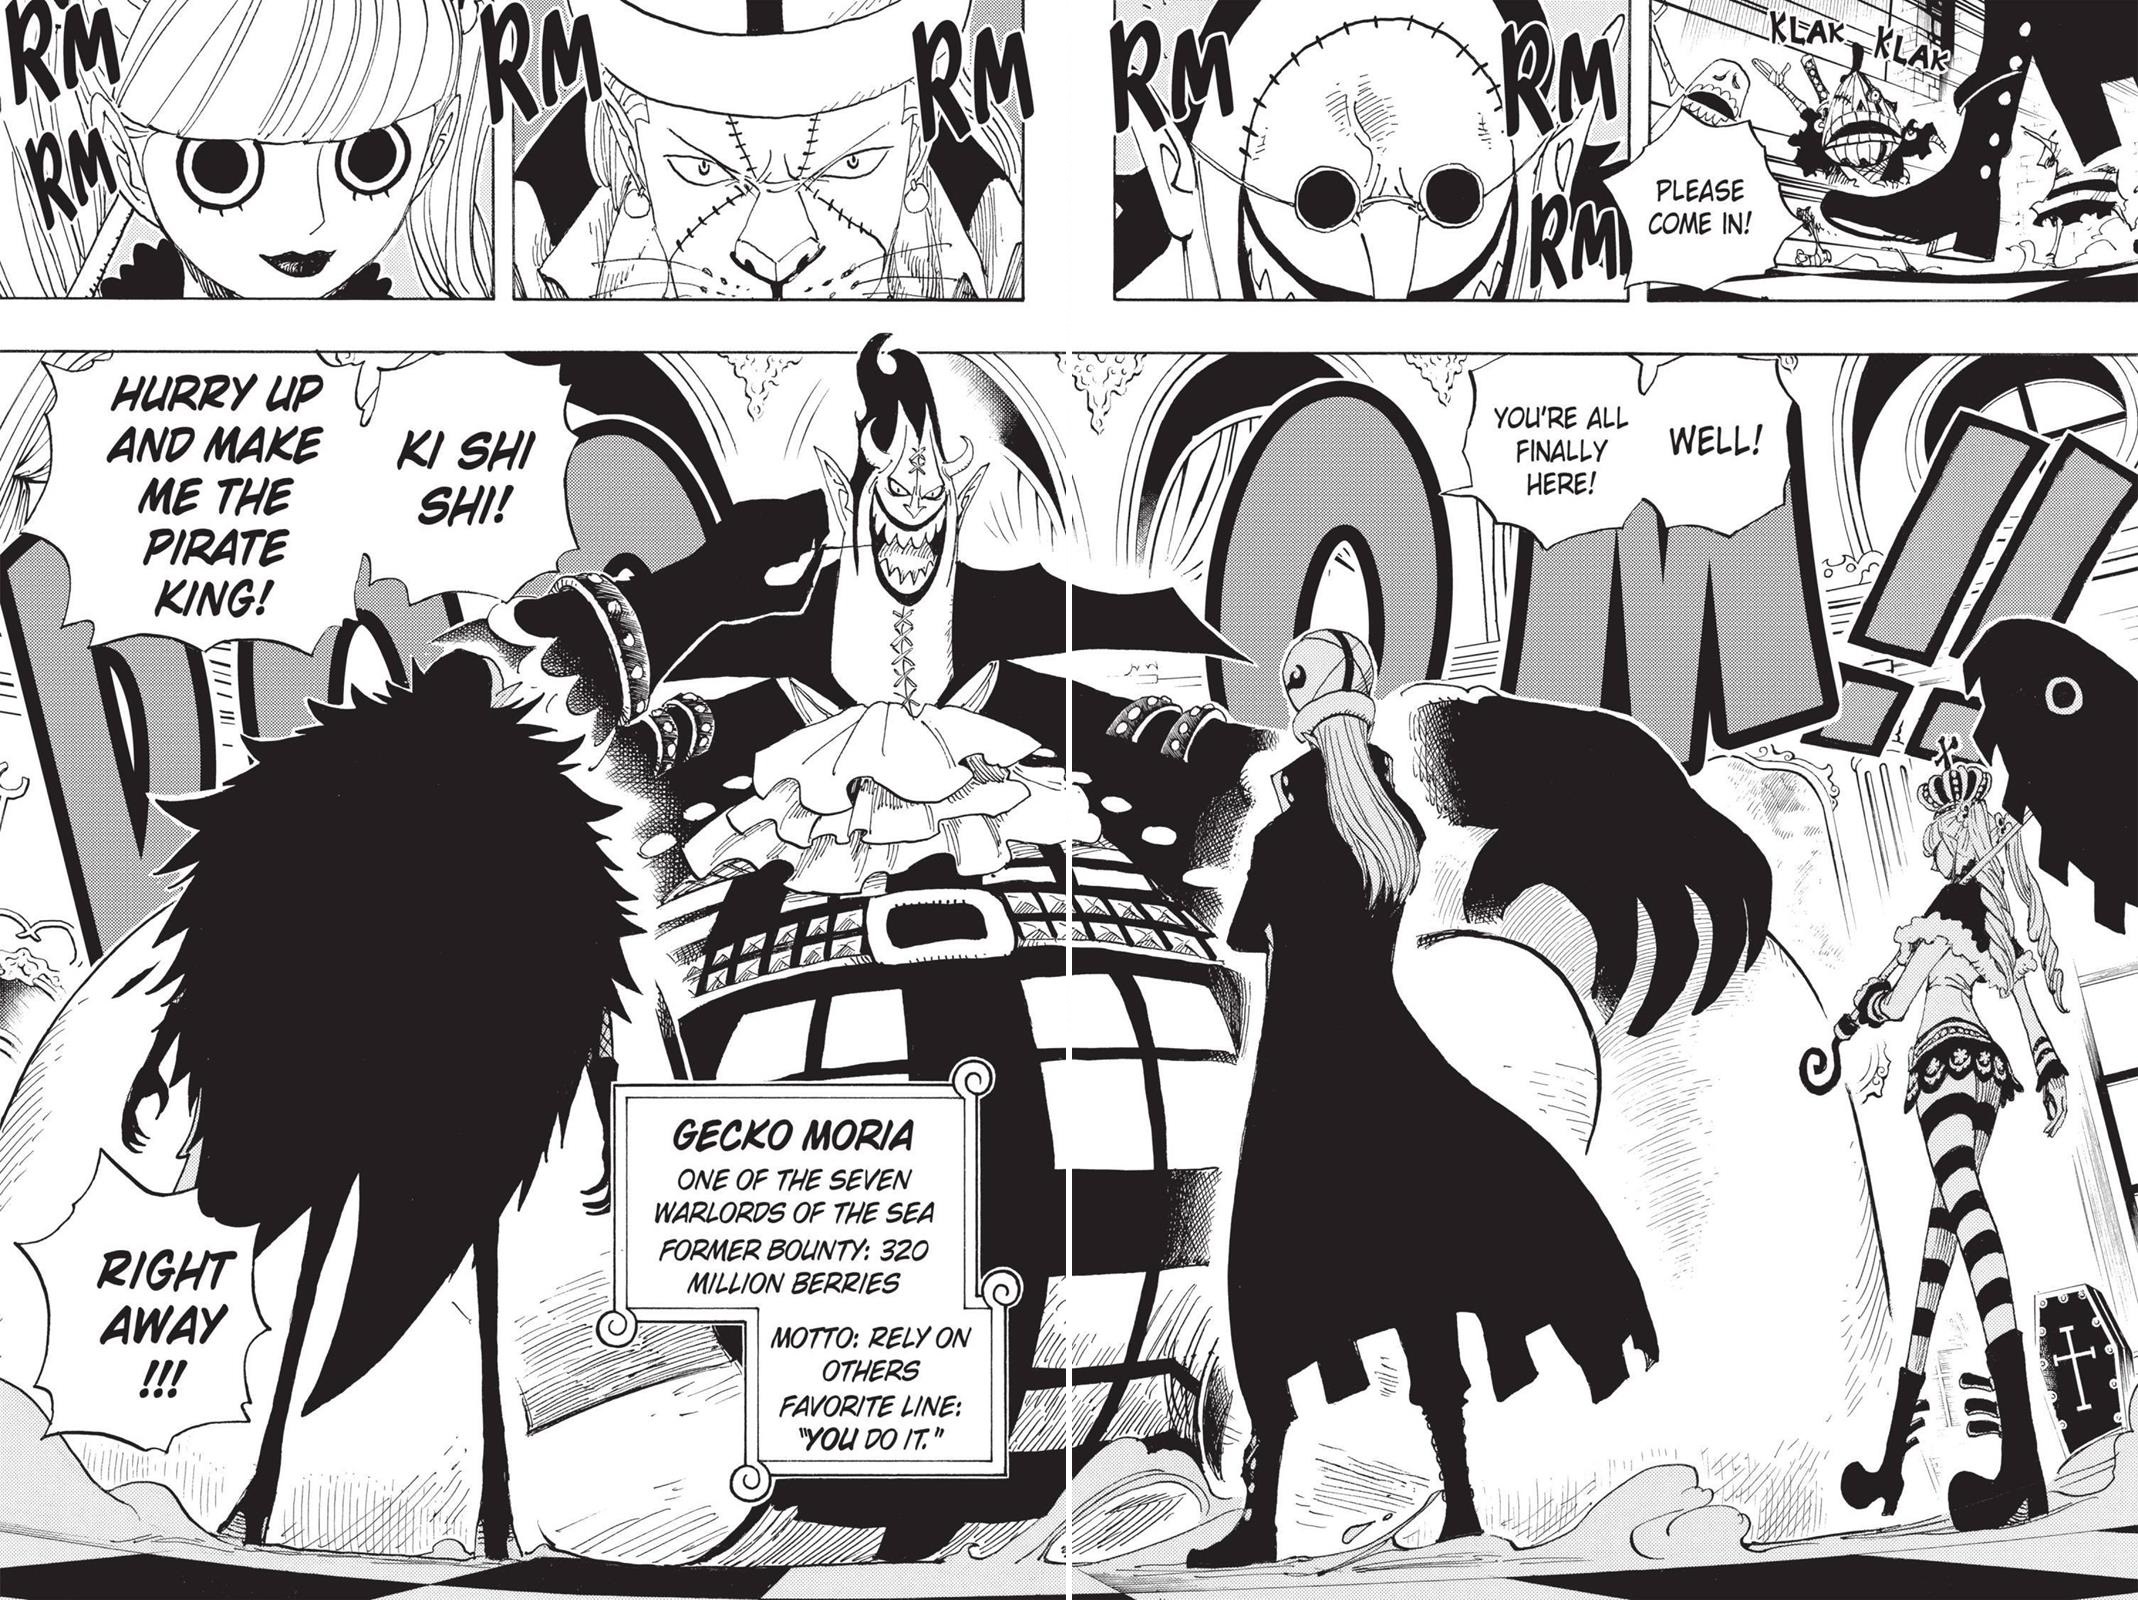 KLAK
KLAK
PLEASE
COME IN!
RM
RM
RM
RM
RM
RM
RM
WELL!
YOU'RE ALL
FINALLY
HERE!
DOOM!!
KI SHI
SHI!
HURRY UP
AND MAKE
ME THE
PIRATE
KING!
GECKO MORIA
ONE OF THE SEVEN
WARLORDS OF THE SEA
FORMER BOUNTY: 320
MILLION BERRIES
MOTTO: RELY ON
OTHERS
FAVORITE LINE:
"YOU DO IT."
RIGHT
AWAY
!!!